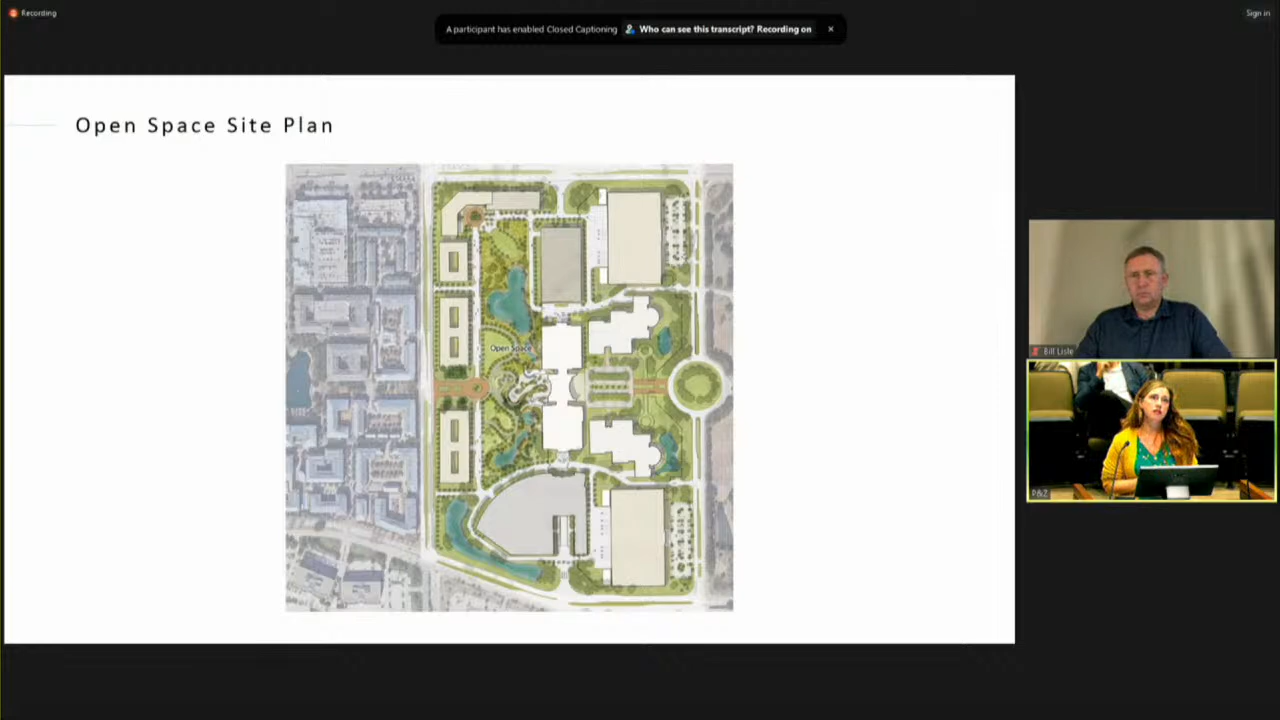 Recording
Sign in
A participant has enabled Closed Captioning Who can see this transcript? Recording on
Open Space Site Plan
Open Space
Bill Lisle
P&Z